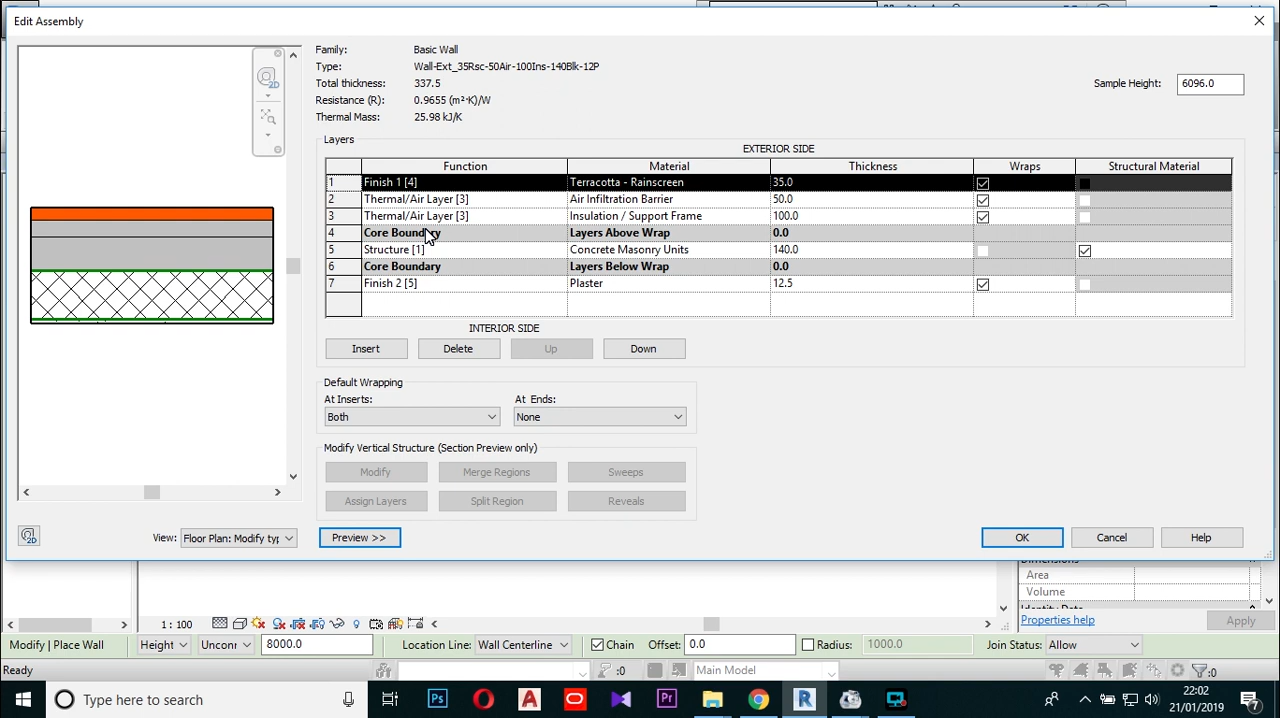 Edit Assembly
Family: Basic Wall
Type: Wall-Ext_35Rsc-50Air-100Ins-140Blk-12P
Total thickness: 337.5 Sample Height: 6096.0
Resistance (R): 0.9655 (m²·K)/W
Thermal Mass: 25.98 kJ/K
Layers
EXTERIOR SIDE
Function Material Thickness Wraps Structural Material
1 Finish 1 [4] Terracotta - Rainscreen 35.0
2 Thermal/Air Layer [3] Air Infiltration Barrier 50.0
3 Thermal/Air Layer [3] Insulation / Support Frame 100.0
4 Core Boundary Layers Above Wrap 0.0
5 Structure [1] Concrete Masonry Units 140.0
6 Core Boundary Layers Below Wrap 0.0
7 Finish 2 [5] Plaster 12.5
INTERIOR SIDE
Insert Delete Up Down
Default Wrapping
At Inserts: At Ends:
Both None
Modify Vertical Structure (Section Preview only)
Modify Merge Regions Sweeps
Assign Layers Split Region Reveals
View: Floor Plan: Modify typ Preview >> OK Cancel Help
Area
Volume
1 : 100 Properties help Apply
Modify | Place Wall Height Unconr 8000.0 Location Line: Wall Centerline Chain Offset: 0.0 Radius: 1000.0 Join Status: Allow
Ready :0 Main Model :0
Type here to search Ps A Pr R 22:02
21/01/2019 7
2D